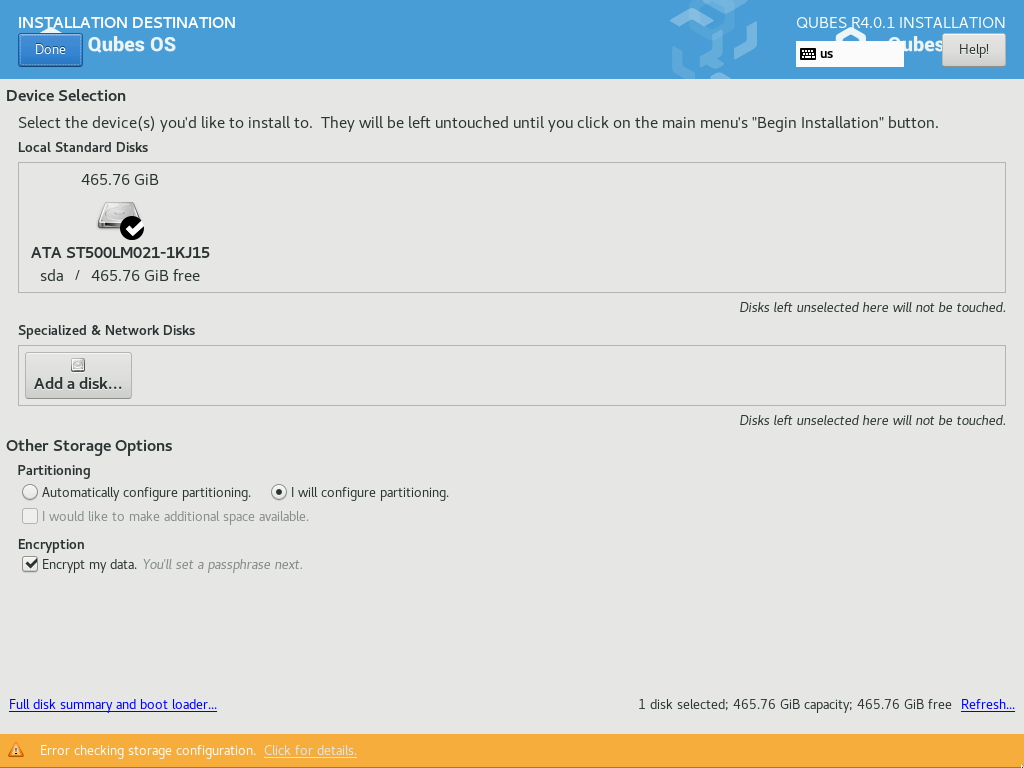 INSTALLATION DESTINATION
QUBES R4.0.1 INSTALLATION
Done
Qubes OS
us
Qubes
Help!
Device Selection
Select the device(s) you'd like to install to.  They will be left untouched until you click on the main menu's "Begin Installation" button.
Local Standard Disks
465.76 GiB
ATA ST500LM021-1KJ15
sda / 465.76 GiB free
Disks left unselected here will not be touched.
Specialized & Network Disks
Add a disk...
Disks left unselected here will not be touched.
Other Storage Options
Partitioning
Automatically configure partitioning. I will configure partitioning.
I would like to make additional space available.
Encryption
Encrypt my data. You'll set a passphrase next.
Full disk summary and boot loader... 1 disk selected; 465.76 GiB capacity; 465.76 GiB free Refresh...
Error checking storage configuration. Click for details.